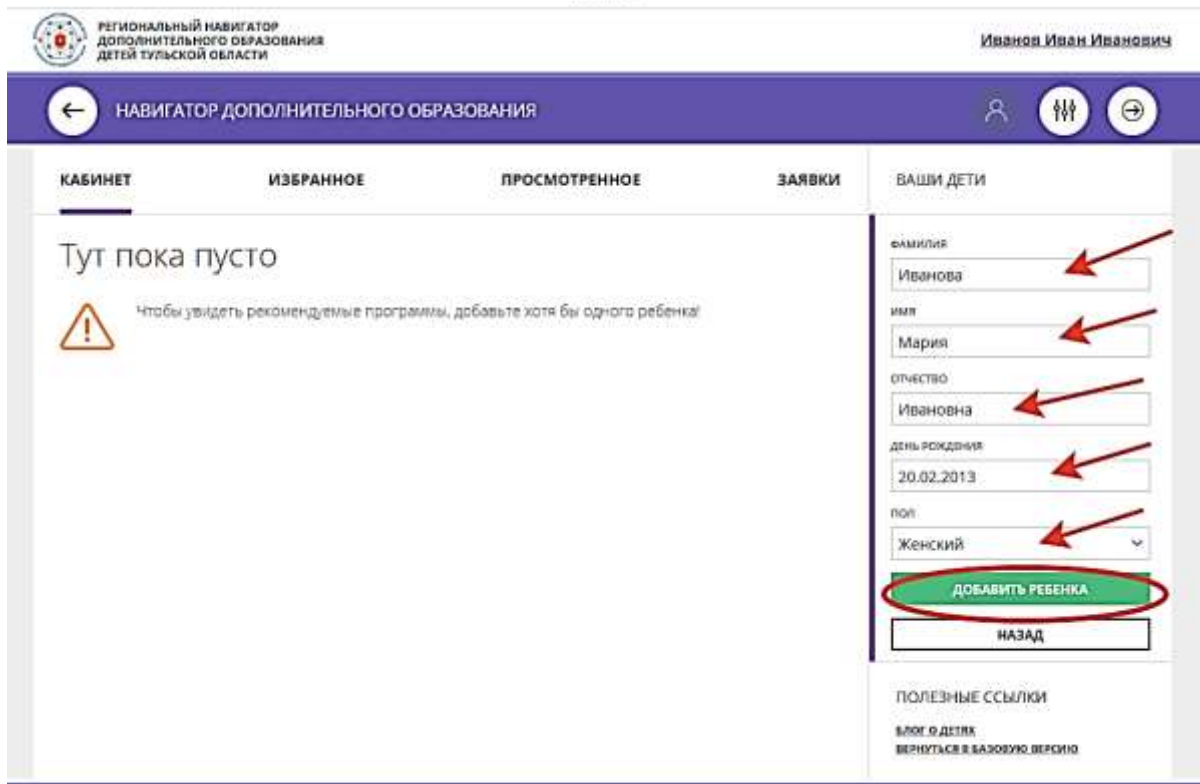 РЕГИОНАЛЬНЫЙ НАВИГАТОР
ДОПОЛНИТЕЛЬНОГО ОБРАЗОВАНИЯ
ДЕТЕЙ ТУЛЬСКОЙ ОБЛАСТИ
Иванов Иван Иванович
НАВИГАТОР ДОПОЛНИТЕЛЬНОГО ОБРАЗОВАНИЯ
КАБИНЕТ ИЗБРАННОЕ ПРОСМОТРЕННОЕ ЗАЯВКИ
Тут пока пусто
Чтобы увидеть рекомендуемые программы, добавьте хотя бы одного ребенка!
ВАШИ ДЕТИ
ФАМИЛИЯ
Иванова
ИМЯ
Мария
ОТЧЕСТВО
Ивановна
ДЕНЬ РОЖДЕНИЯ
20.02.2013
ПОЛ
Женский
ДОБАВИТЬ РЕБЕНКА
НАЗАД
ПОЛЕЗНЫЕ ССЫЛКИ
БЛОГ О ДЕТЯХ
ВЕРНУТЬСЯ В БАЗОВУЮ ВЕРСИЮ